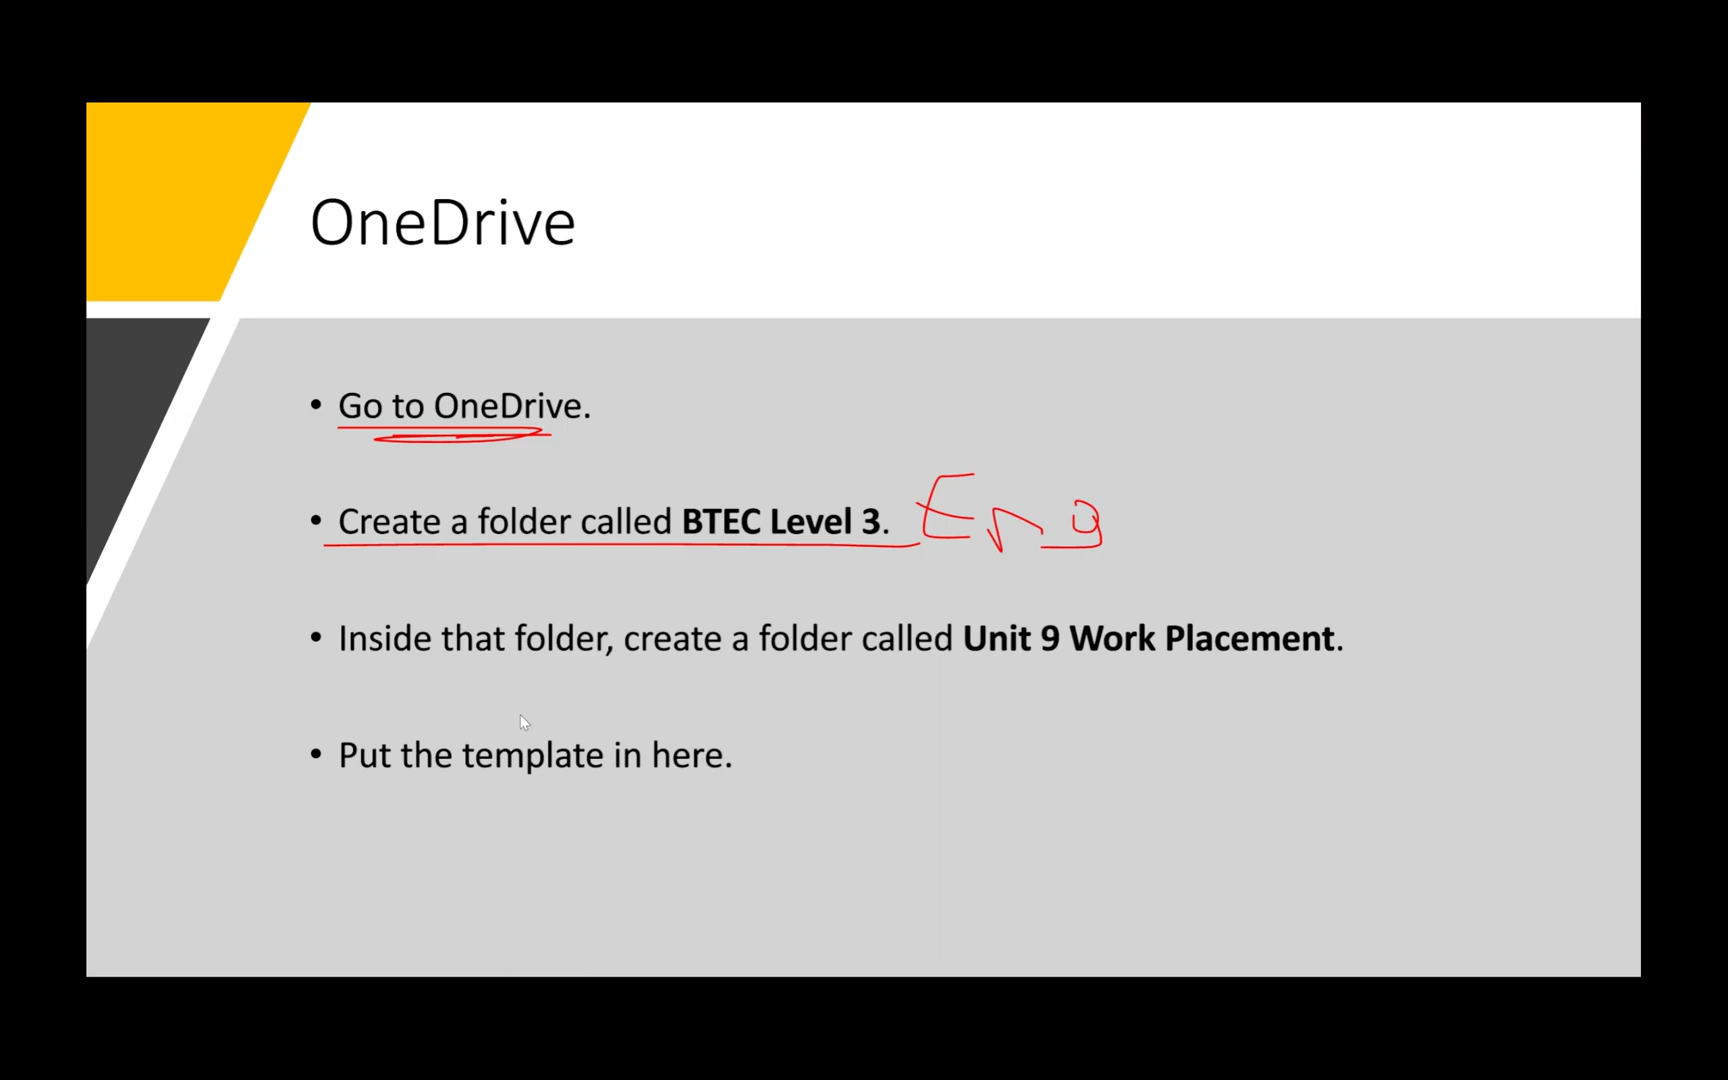 OneDrive
• Go to OneDrive.
• Create a folder called BTEC Level 3. Eng
• Inside that folder, create a folder called Unit 9 Work Placement.
• Put the template in here.